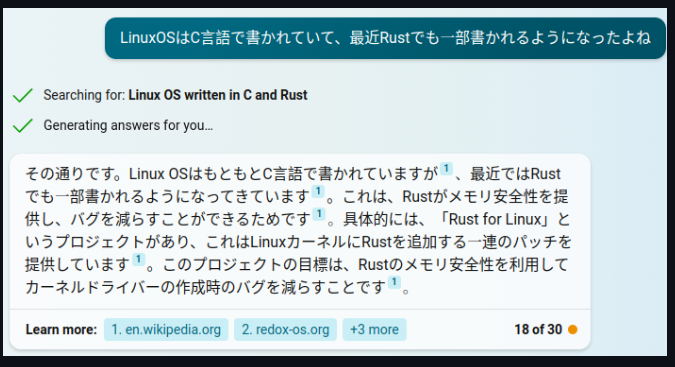 LinuxOSはC言語で書かれていて、最近Rustでも一部書かれるようになったよね
Searching for: Linux OS written in C and Rust
Generating answers for you…
その通りです。Linux OSはもともとC言語で書かれていますが 1 、最近ではRust
でも一部書かれるようになってきています 1 。これは、Rustがメモリ安全性を提
供し、バグを減らすことができるためです 1 。具体的には、「Rust for Linux」と
いうプロジェクトがあり、これはLinuxカーネルにRustを追加する一連のパッチを
提供しています 1 。このプロジェクトの目標は、Rustのメモリ安全性を利用して
カーネルドライバーの作成時のバグを減らすことです 1 。
Learn more: 1. en.wikipedia.org 2. redox-os.org +3 more 18 of 30